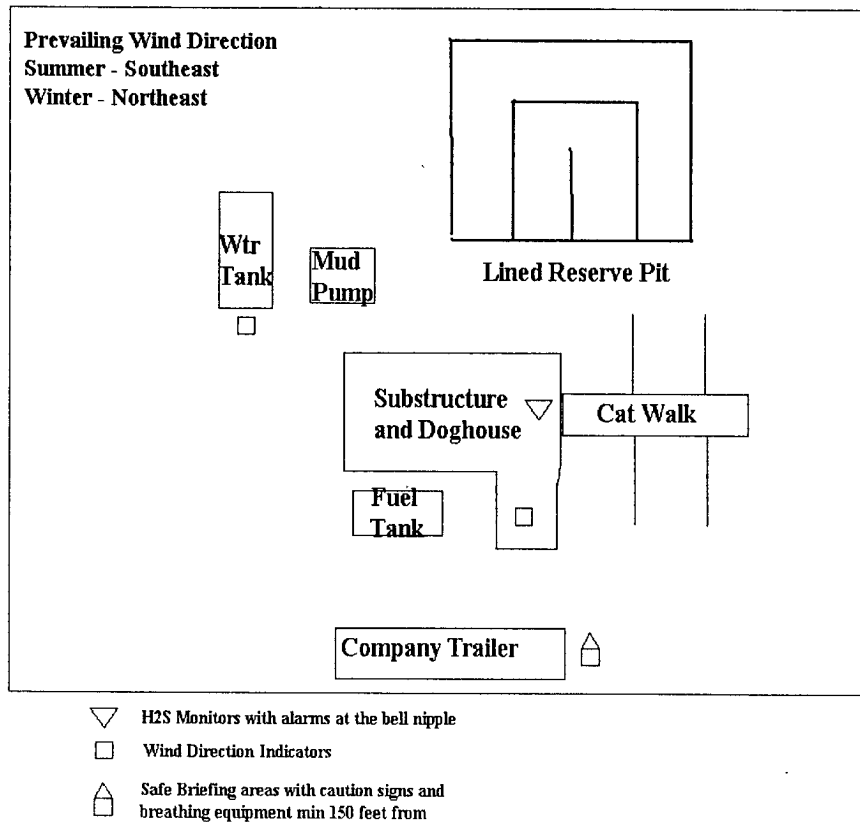 Prevailing Wind Direction
Summer - Southeast
Winter - Northeast
Wtr
Tank
Mud
Pump
Lined Reserve Pit
Substructure
and Doghouse
Cat Walk
Fuel
Tank
Company Trailer
H2S Monitors with alarms at the bell nipple
Wind Direction Indicators
Safe Briefing areas with caution signs and
breathing equipment min 150 feet from